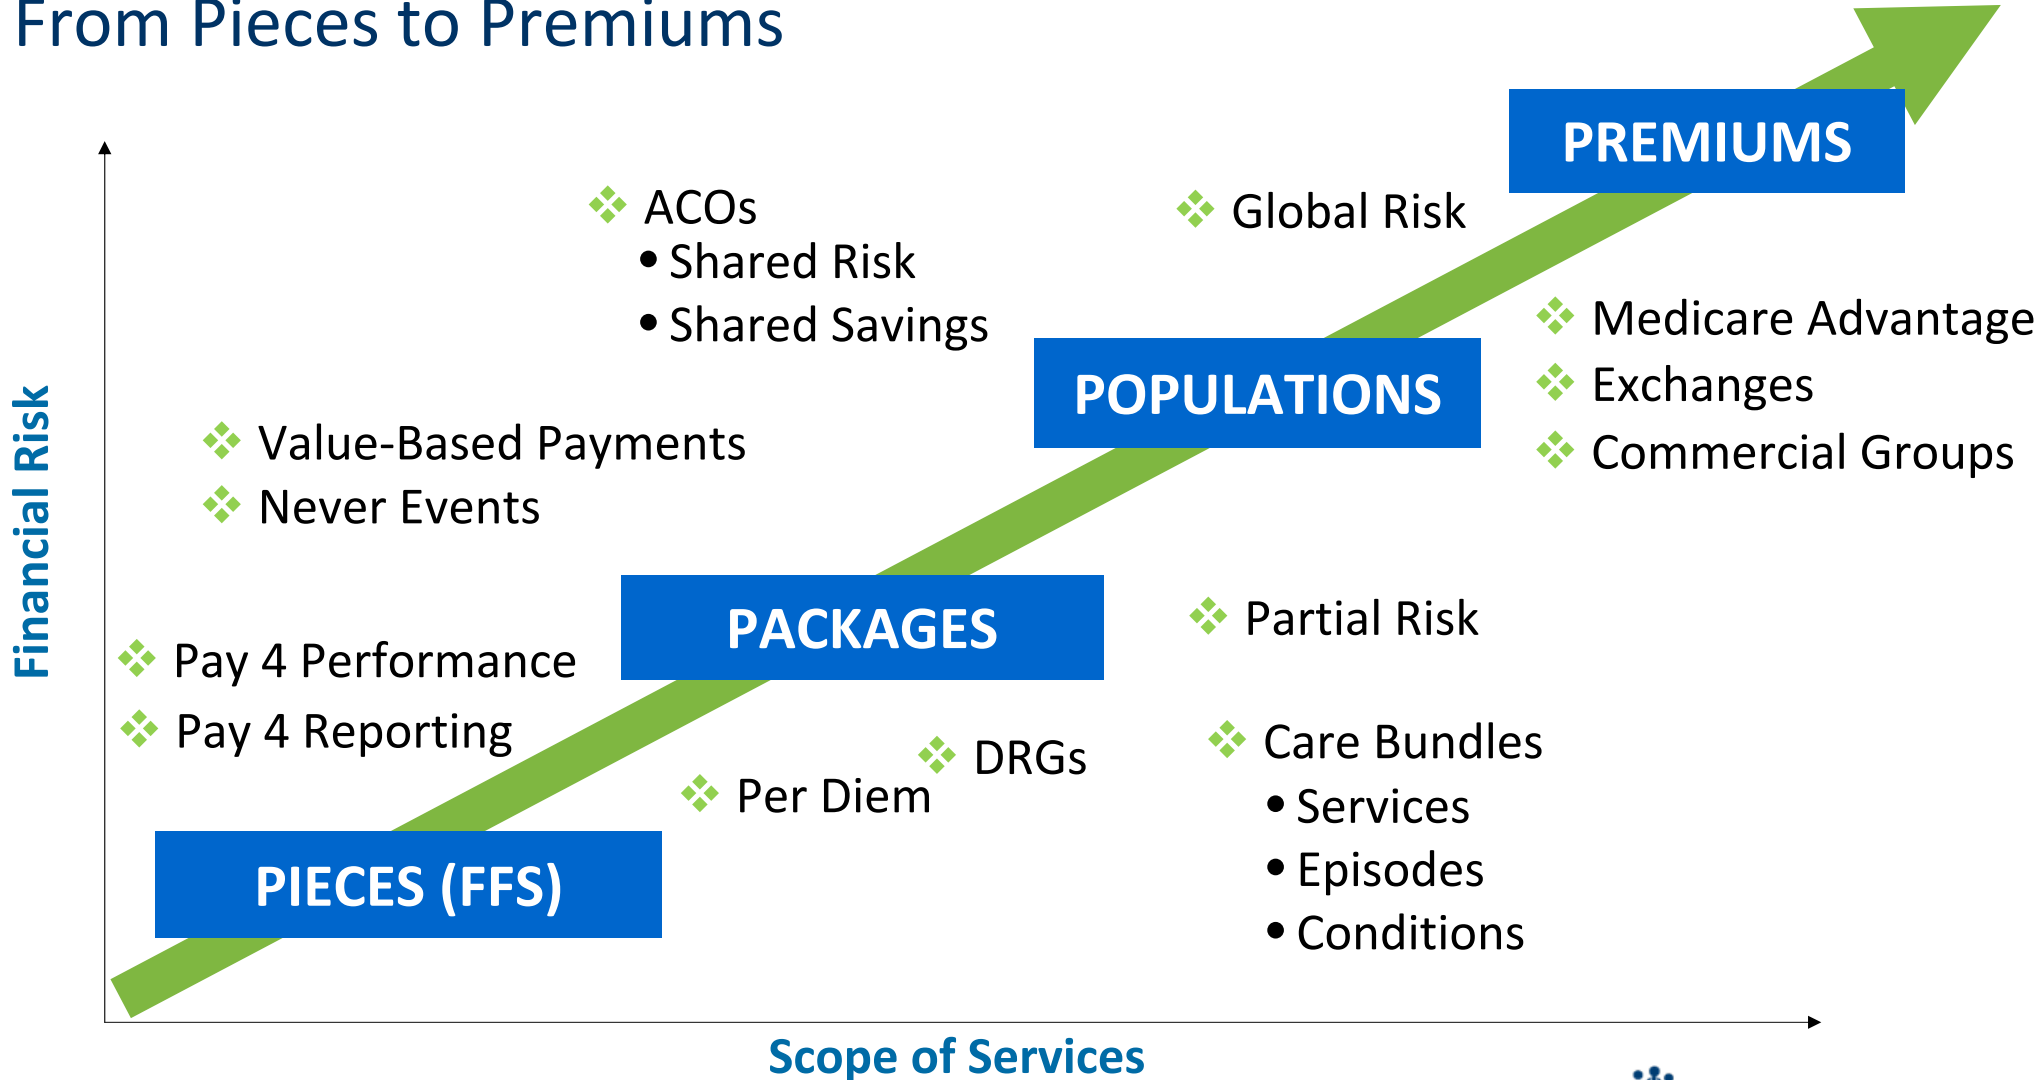 From Pieces to Premiums
PREMIUMS
ACOs
• Shared Risk
• Shared Savings
Global Risk
Medicare Advantage
Exchanges
Commercial Groups
POPULATIONS
Value-Based Payments
Never Events
Financial Risk
PACKAGES
Partial Risk
Pay 4 Performance
Pay 4 Reporting
DRGs
Per Diem
Care Bundles
• Services
• Episodes
• Conditions
PIECES (FFS)
Scope of Services